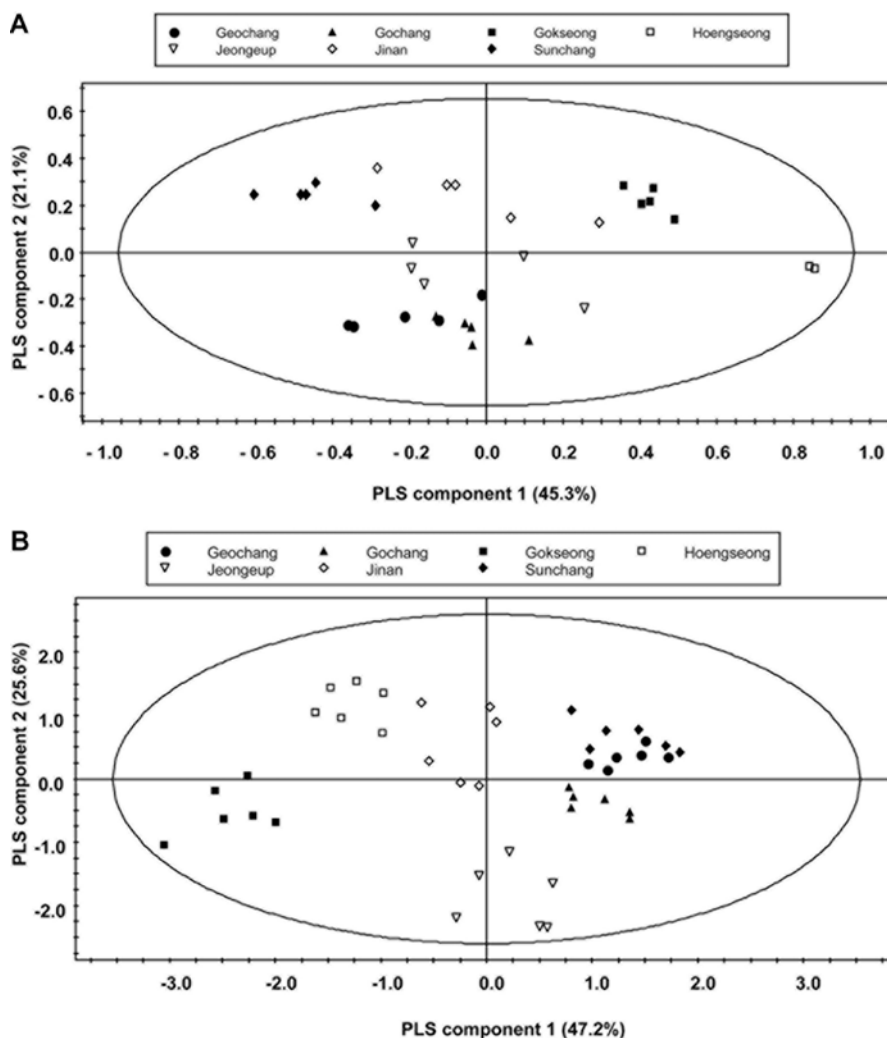 A
Geochang Gochang Gokseong Hoengseong
Jeongeup Jinan Sunchang
PLS component 2 (21.1%)
0.6
0.4
0.2
0.0
- 0.2
- 0.4
- 0.6
- 1.0 - 0.8 - 0.6 - 0.4 - 0.2 0.0 0.2 0.4 0.6 0.8 1.0
PLS component 1 (45.3%)
B
Geochang Gochang Gokseong Hoengseong
Jeongeup Jinan Sunchang
PLS component 2 (25.6%)
2.0
1.0
0.0
-1.0
-2.0
-3.0 -2.0 -1.0 0.0 1.0 2.0 3.0
PLS component 1 (47.2%)